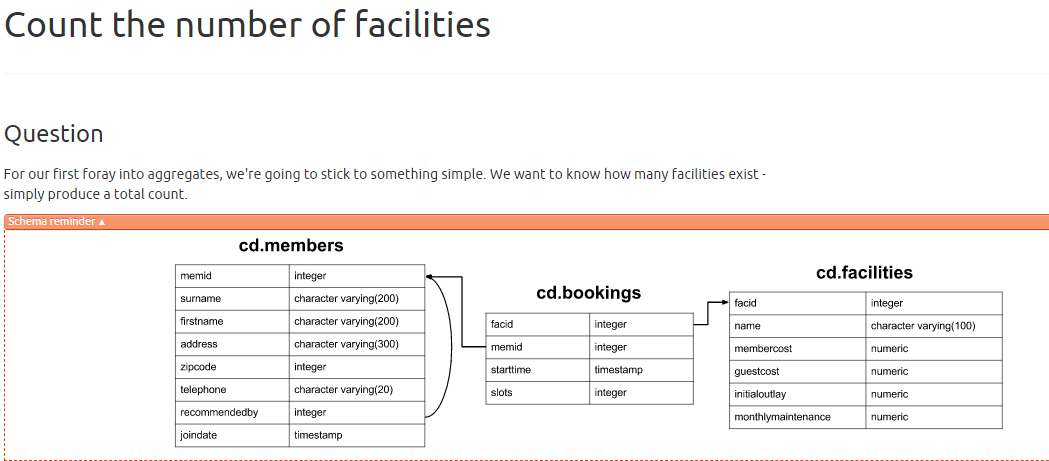 Count the number of facilities
Question
For our first foray into aggregates, we're going to stick to something simple. We want to know how many facilities exist -
simply produce a total count.
Schema reminder ▲
cd.members
memid integer
surname character varying(200)
firstname character varying(200)
address character varying(300)
zipcode integer
telephone character varying(20)
recommendedby integer
joindate timestamp
cd.bookings
facid integer
memid integer
starttime timestamp
slots integer
cd.facilities
facid integer
name character varying(100)
membercost numeric
guestcost numeric
initialoutlay numeric
monthlymaintenance numeric